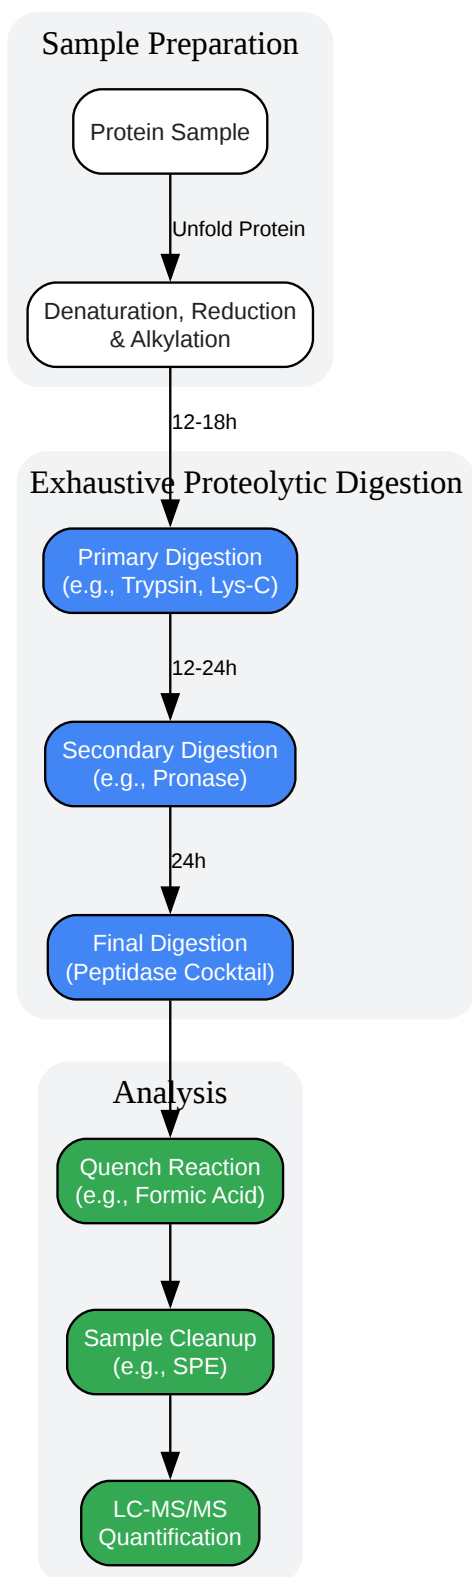 Sample Preparation
Protein Sample
Unfold Protein
Denaturation, Reduction
& Alkylation
12-18h
Exhaustive Proteolytic Digestion
Primary Digestion
(e.g., Trypsin, Lys-C)
12-24h
Secondary Digestion
(e.g., Pronase)
24h
Final Digestion
(Peptidase Cocktail)
Analysis
Quench Reaction
(e.g., Formic Acid)
Sample Cleanup
(e.g., SPE)
LC-MS/MS
Quantification